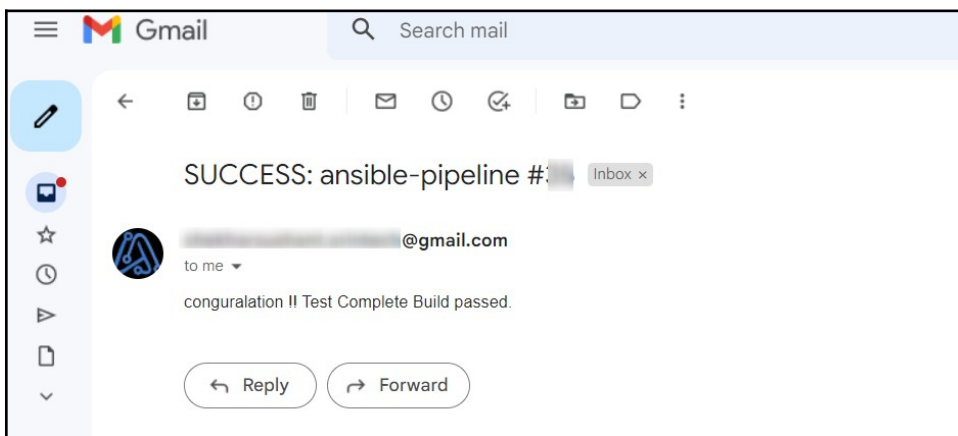 Gmail
Search mail
SUCCESS: ansible-pipeline #
Inbox ×
@gmail.com
to me
conguralation !! Test Complete Build passed.
Reply
Forward